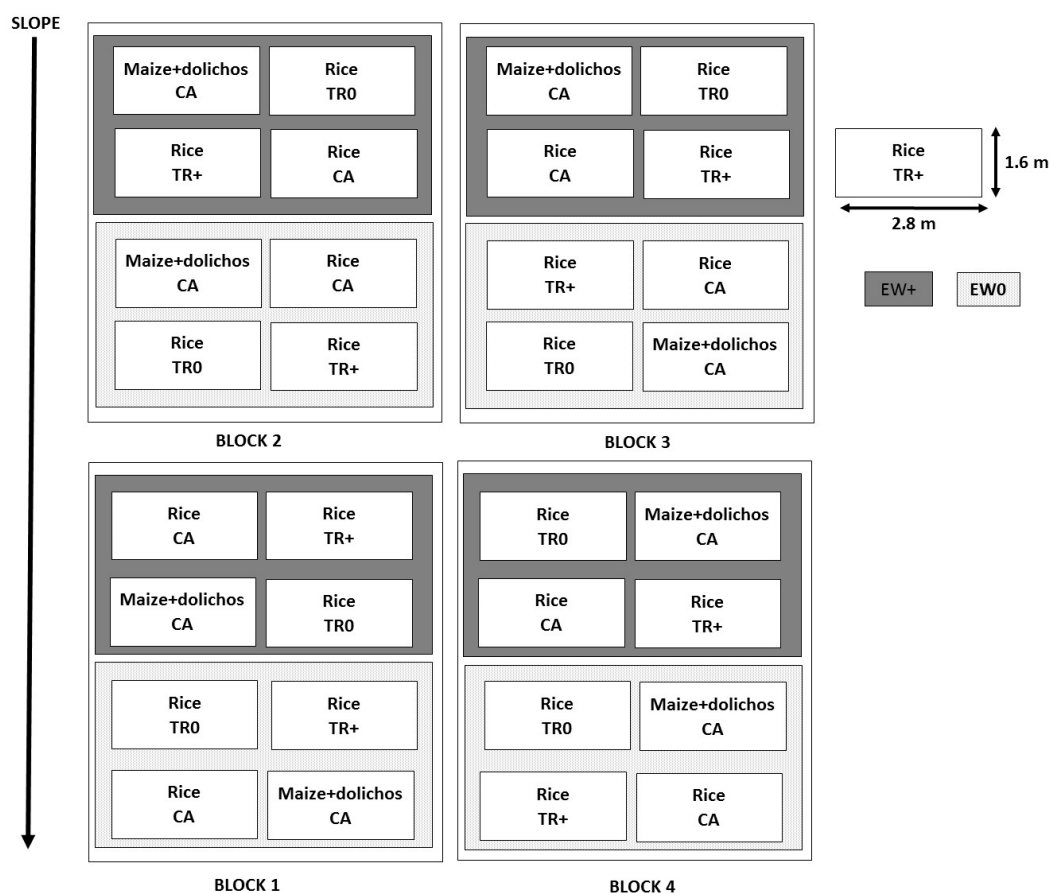 SLOPE
Maize+dolichos
CA
Rice
TR0
Rice
TR+
Rice
CA
Maize+dolichos
CA
Rice
CA
Rice
TR0
Rice
TR+
BLOCK 2
Maize+dolichos
CA
Rice
TR0
Rice
CA
Rice
TR+
Rice
TR+
Rice
CA
Rice
TR0
Maize+dolichos
CA
BLOCK 3
Rice
TR+
1.6 m
2.8 m
EW+
EW0
Rice
CA
Rice
TR+
Maize+dolichos
CA
Rice
TR0
Rice
TR0
Rice
TR+
Rice
CA
Maize+dolichos
CA
BLOCK 1
Rice
TR0
Maize+dolichos
CA
Rice
CA
Rice
TR+
Rice
TR0
Maize+dolichos
CA
Rice
TR+
Rice
CA
BLOCK 4